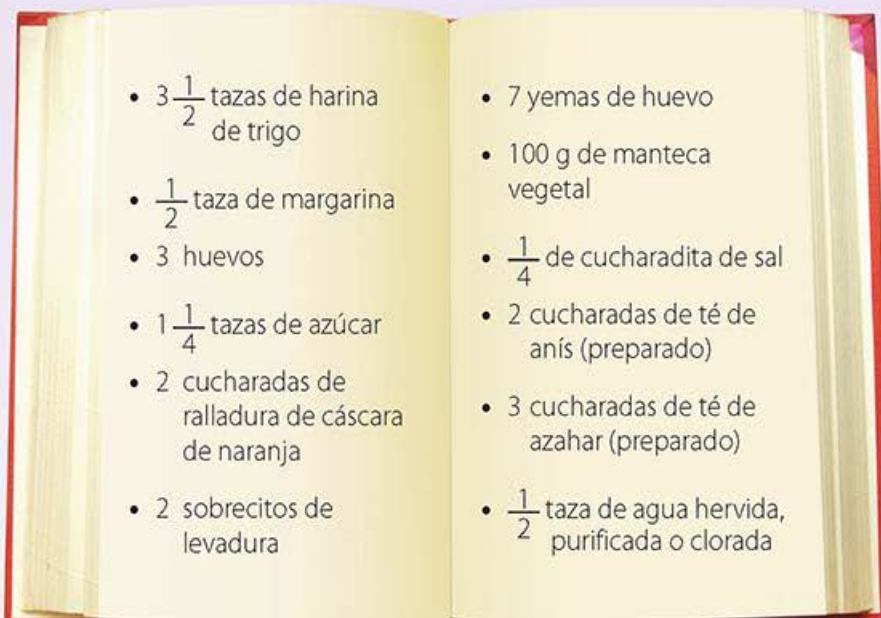 • 3 1/2 tazas de harina
de trigo
• 1/2 taza de margarina
• 3 huevos
• 1 1/4 tazas de azúcar
• 2 cucharadas de
ralladura de cáscara
de naranja
• 2 sobrecitos de
levadura
• 7 yemas de huevo
• 100 g de manteca
vegetal
• 1/4 de cucharadita de sal
• 2 cucharadas de té de
anís (preparado)
• 3 cucharadas de té de
azahar (preparado)
• 1/2 taza de agua hervida,
purificada o clorada